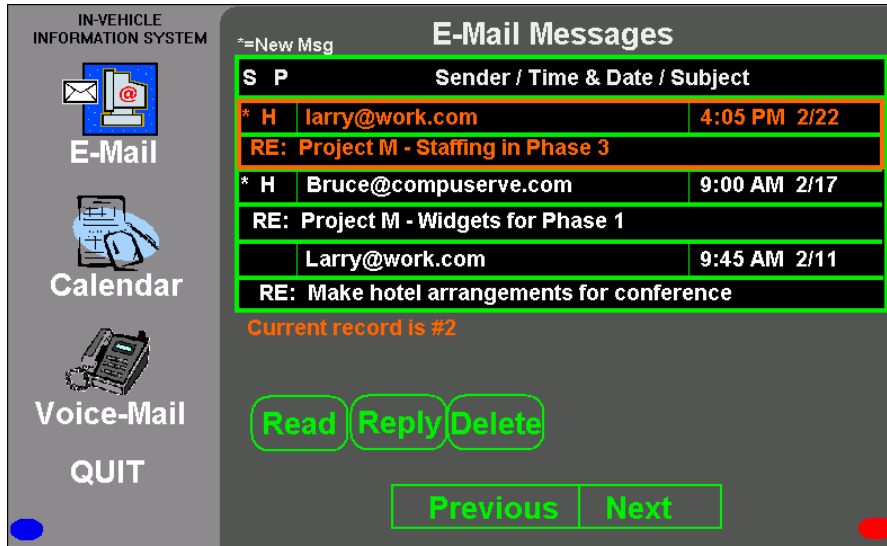 IN-VEHICLE
INFORMATION SYSTEM
@
E-Mail
Calendar
Voice-Mail
QUIT
*=New Msg E-Mail Messages
S P Sender / Time & Date / Subject
* H larry@work.com 4:05 PM 2/22
RE: Project M - Staffing in Phase 3
* H Bruce@compuserve.com 9:00 AM 2/17
RE: Project M - Widgets for Phase 1
Larry@work.com 9:45 AM 2/11
RE: Make hotel arrangements for conference
Current record is #2
Read Reply Delete
Previous Next